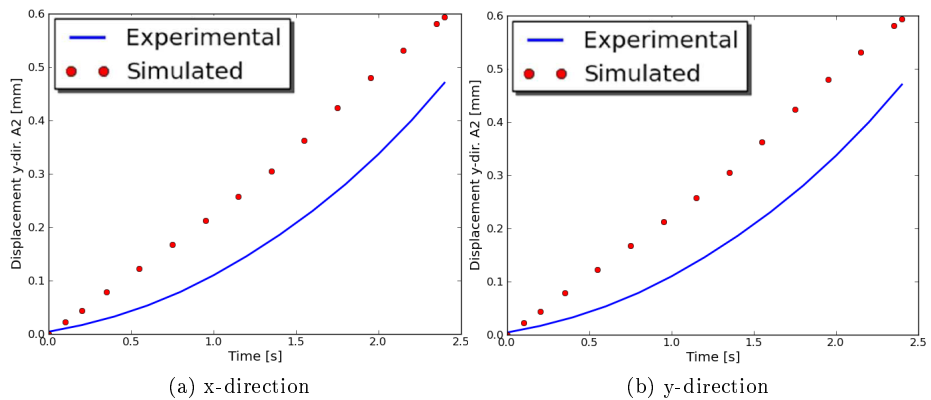 Experimental
Simulated
Displacement y-dir. A2 [mm]
0.6
0.5
0.4
0.3
0.2
0.1
0.0
0.0 0.5 1.0 1.5 2.0 2.5
Time [s]
(a) x-direction
Experimental
Simulated
Displacement y-dir. A2 [mm]
0.6
0.5
0.4
0.3
0.2
0.1
0.0
0.0 0.5 1.0 1.5 2.0 2.5
Time [s]
(b) y-direction